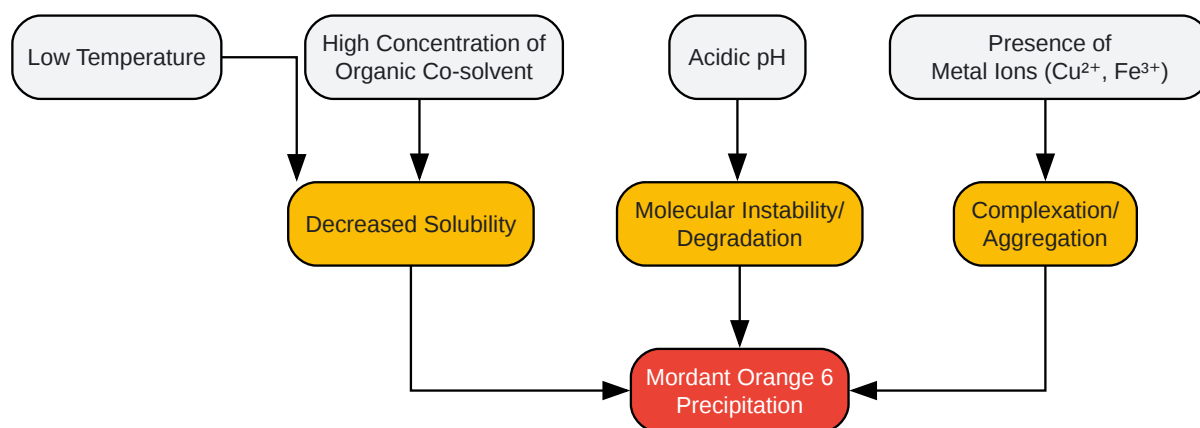 Low Temperature
High Concentration of
Organic Co-solvent
Acidic pH
Presence of
Metal Ions (Cu²⁺, Fe³⁺)
Decreased Solubility
Molecular Instability/
Degradation
Complexation/
Aggregation
Mordant Orange 6
Precipitation